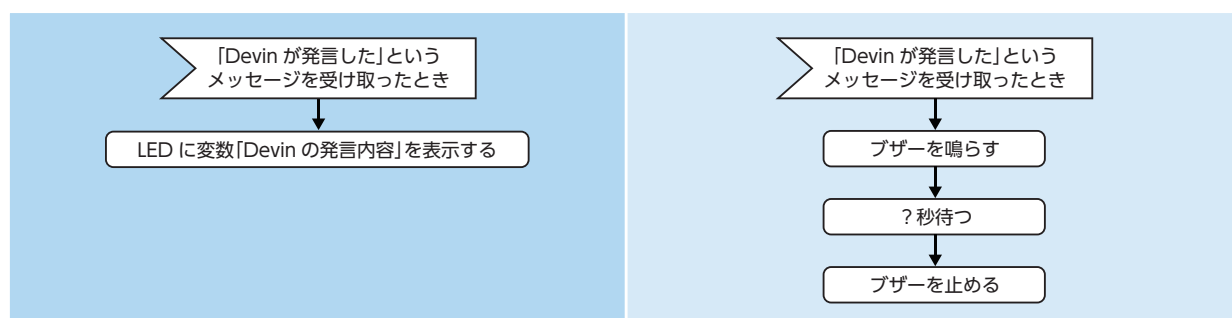 「Devin が発言した」という
メッセージを受け取ったとき
LED に変数「Devin の発言内容」を表示する
「Devin が発言した」という
メッセージを受け取ったとき
ブザーを鳴らす
？秒待つ
ブザーを止める